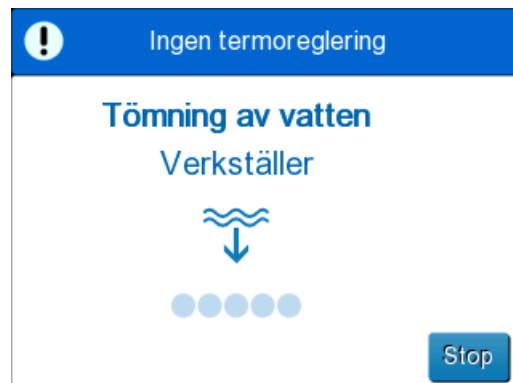 Ingen termoreglering
Tömning av vatten
Verkställer
Stop